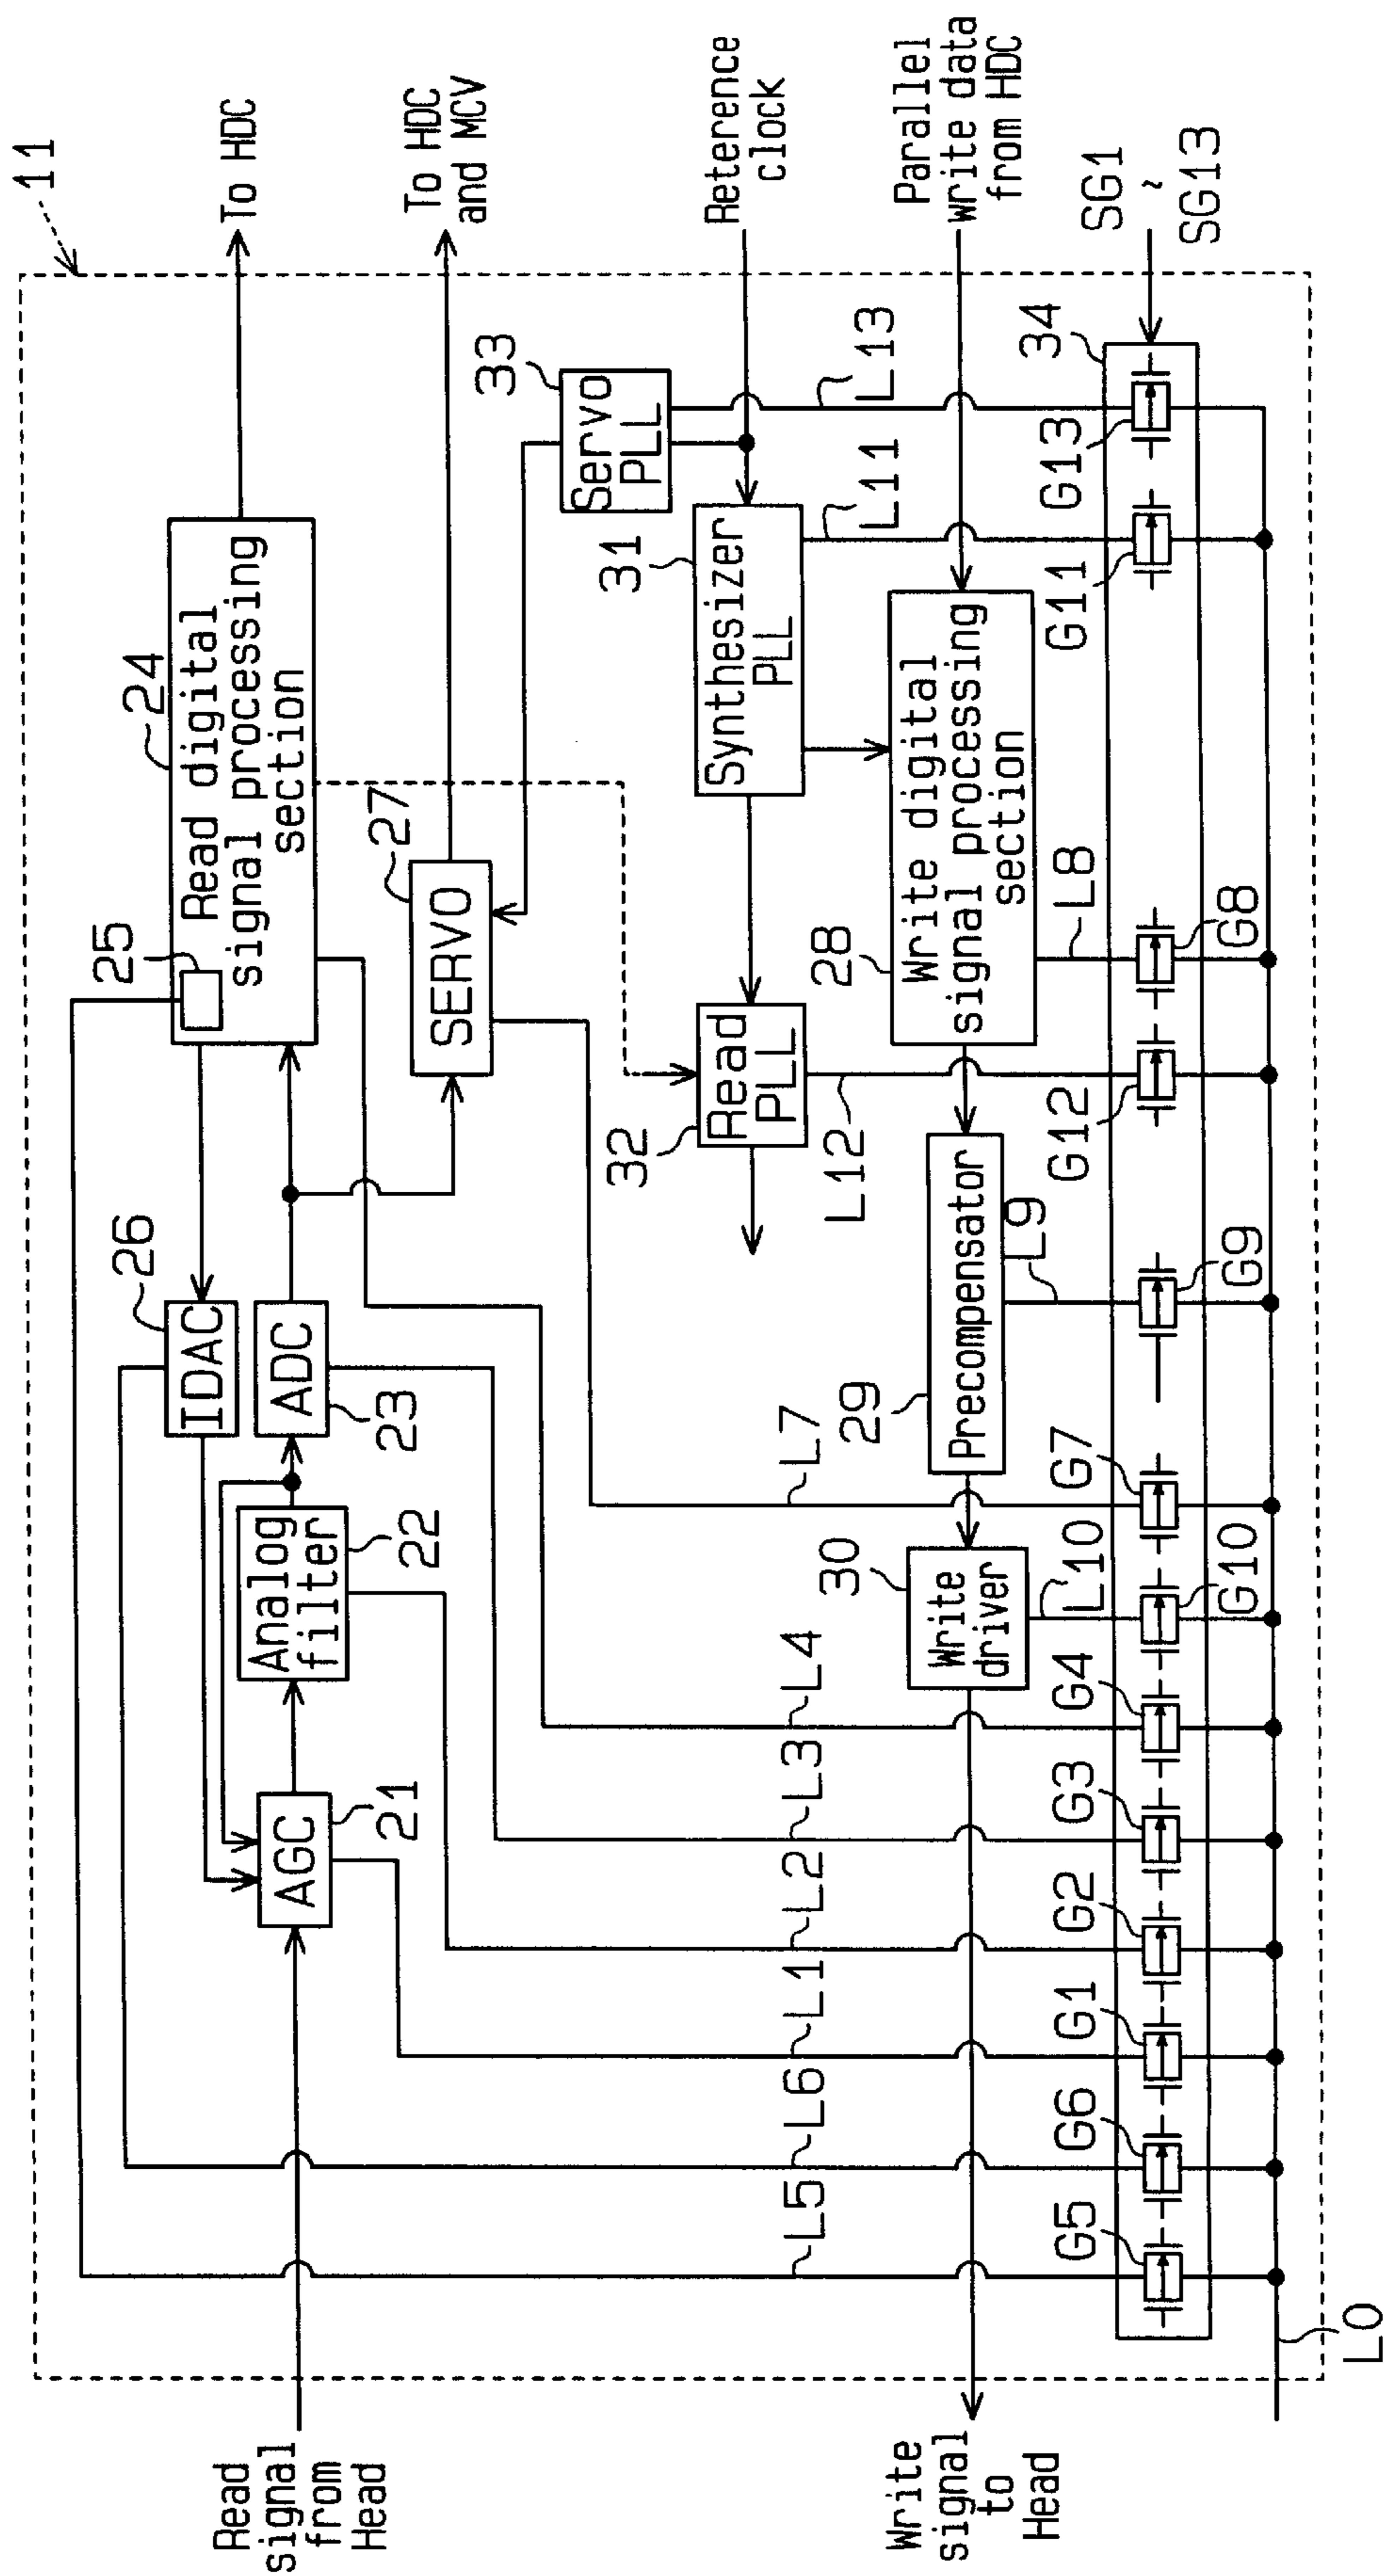 11
To HDC
To HDC
and MCV
Reterence
clock
Parallel
write data
from HDC
SG1
~
SG13
24
Read digital
signal processing
section
25
26
IDAC
ADC
23
Analog
filter
22
AGC
21
Read
signal
from
Head
27
SERVO
33
Servo
PLL
31
Synthesizer
PLL
32
Read
PLL
28
Write digital
signal processing
section
29
Precompensator
30
Write
driver
Write
signal
to
Head
L5
L6
L1
L2
L3
L4
L10
L7
L9
L12
L8
L11
L13
34
G5
G6
G1
G2
G3
G4
G10
G7
G9
G12
G8
G11
G13
L0